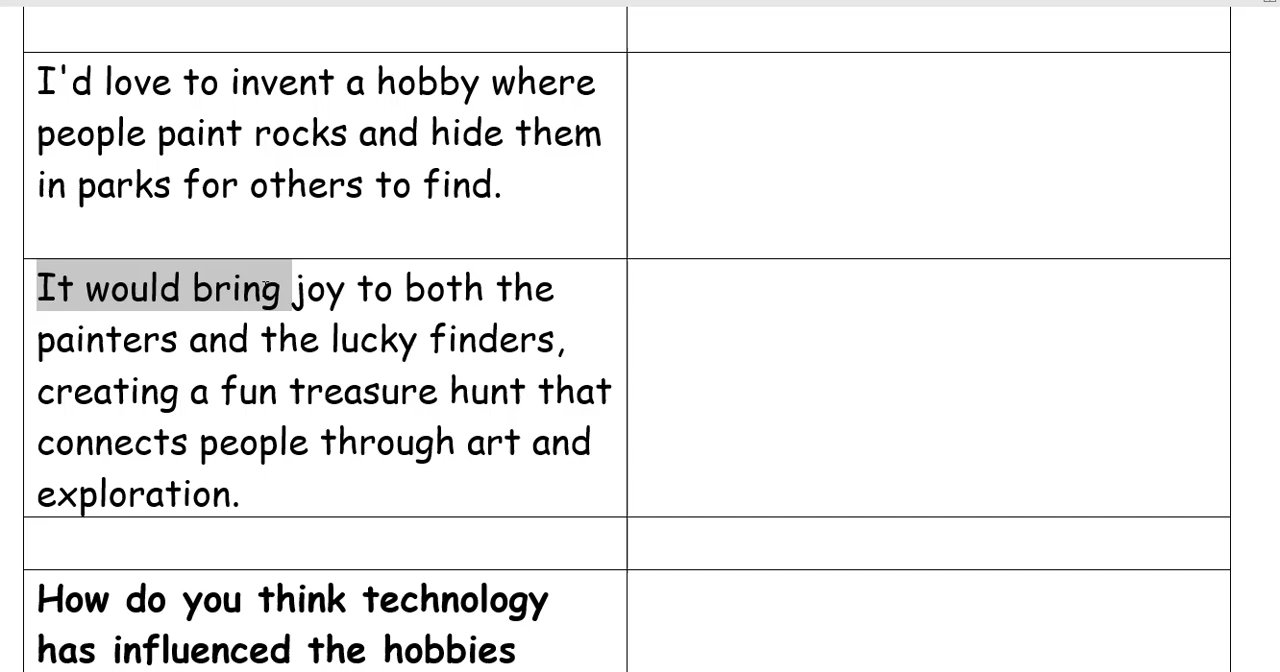 I'd love to invent a hobby where
people paint rocks and hide them
in parks for others to find.
It would bring joy to both the
painters and the lucky finders,
creating a fun treasure hunt that
connects people through art and
exploration.
How do you think technology
has influenced the hobbies